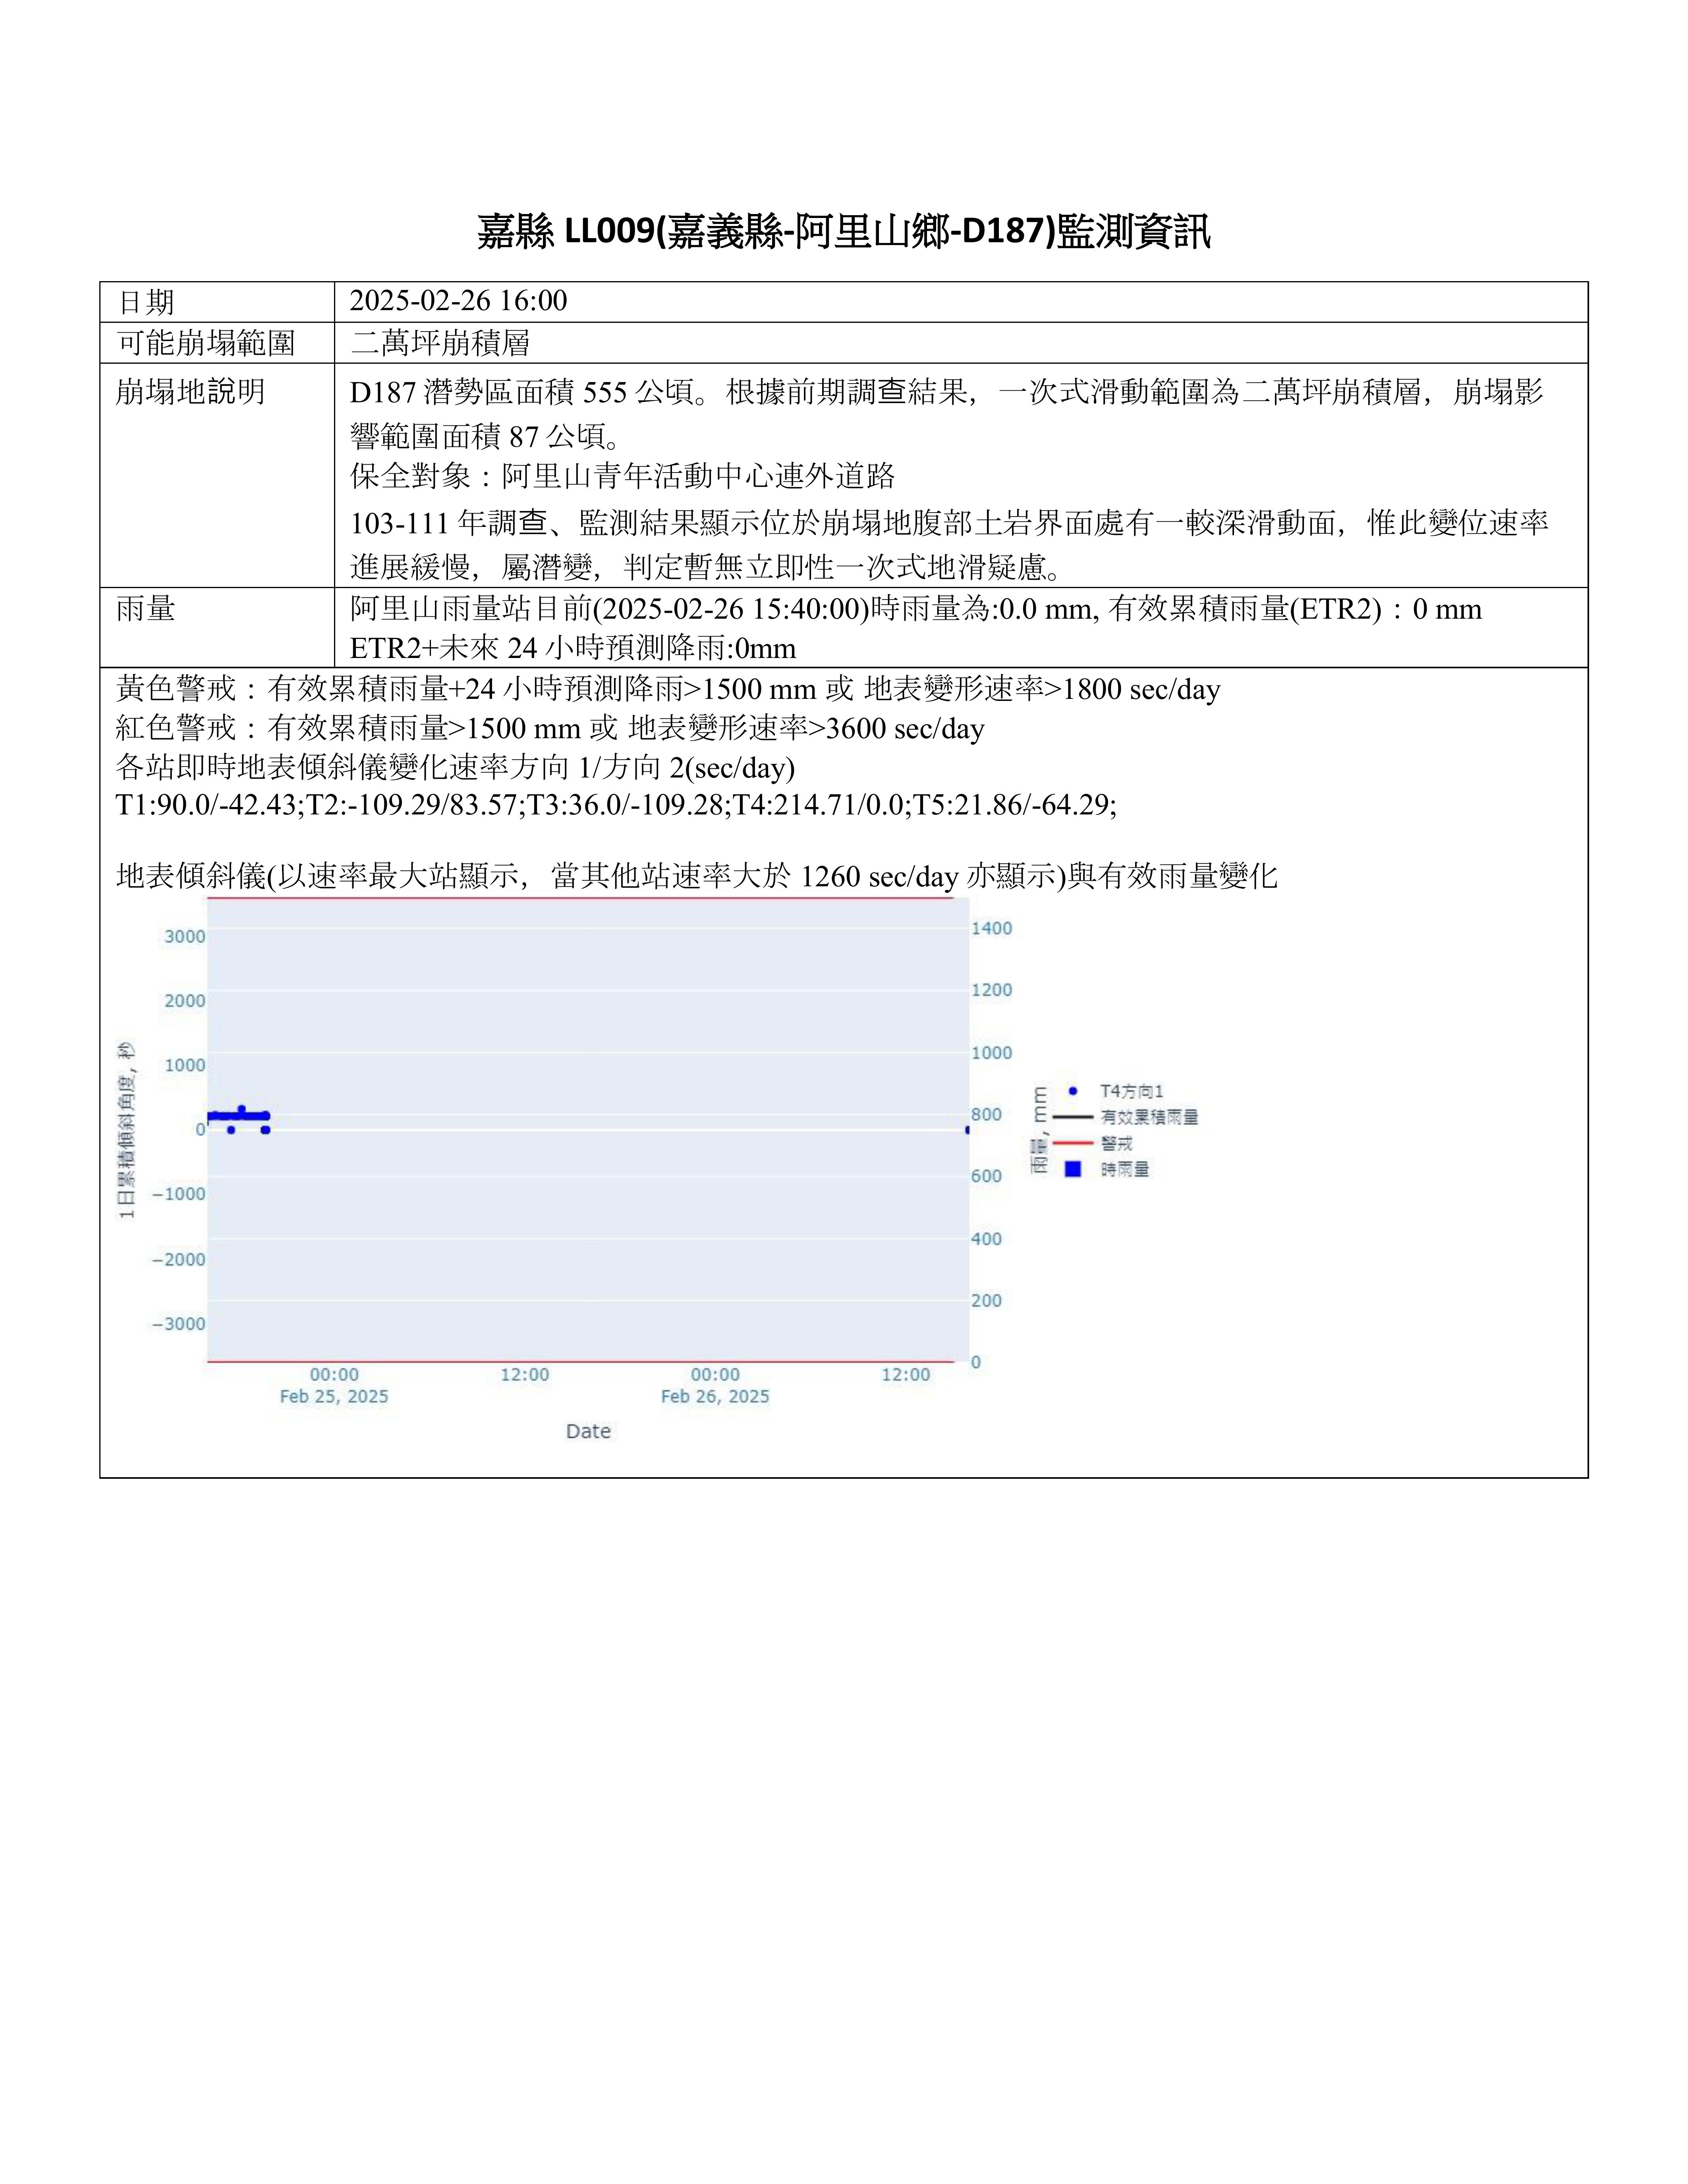 嘉縣 LL009(嘉義縣-阿里山鄉-D187)監測資訊
日期
2025-02-26 16:00
可能崩塌範圍
二萬坪崩積層
崩塌地說明
D187 潛勢區面積 555 公頃。根據前期調查結果，一次式滑動範圍為二萬坪崩積層，崩塌影
響範圍面積 87 公頃。
保全對象：阿里山青年活動中心連外道路
103-111 年調查、監測結果顯示位於崩塌地腹部土岩界面處有一較深滑動面，惟此變位速率
進展緩慢，屬潛變，判定暫無立即性一次式地滑疑慮。
雨量
阿里山雨量站目前(2025-02-26 15:40:00)時雨量為:0.0 mm, 有效累積雨量(ETR2)：0 mm
ETR2+未來 24 小時預測降雨:0mm
黃色警戒：有效累積雨量+24 小時預測降雨>1500 mm 或 地表變形速率>1800 sec/day
紅色警戒：有效累積雨量>1500 mm 或 地表變形速率>3600 sec/day
各站即時地表傾斜儀變化速率方向 1/方向 2(sec/day)
T1:90.0/-42.43;T2:-109.29/83.57;T3:36.0/-109.28;T4:214.71/0.0;T5:21.86/-64.29;
地表傾斜儀(以速率最大站顯示，當其他站速率大於 1260 sec/day 亦顯示)與有效雨量變化
1日累積傾斜角度, 秒
3000
2000
1000
0
−1000
−2000
−3000
1400
1200
1000
800
600
400
200
0
雨量, mm
T4方向1
有效累積雨量
警戒
時雨量
00:00
Feb 25, 2025
12:00
00:00
Feb 26, 2025
12:00
Date